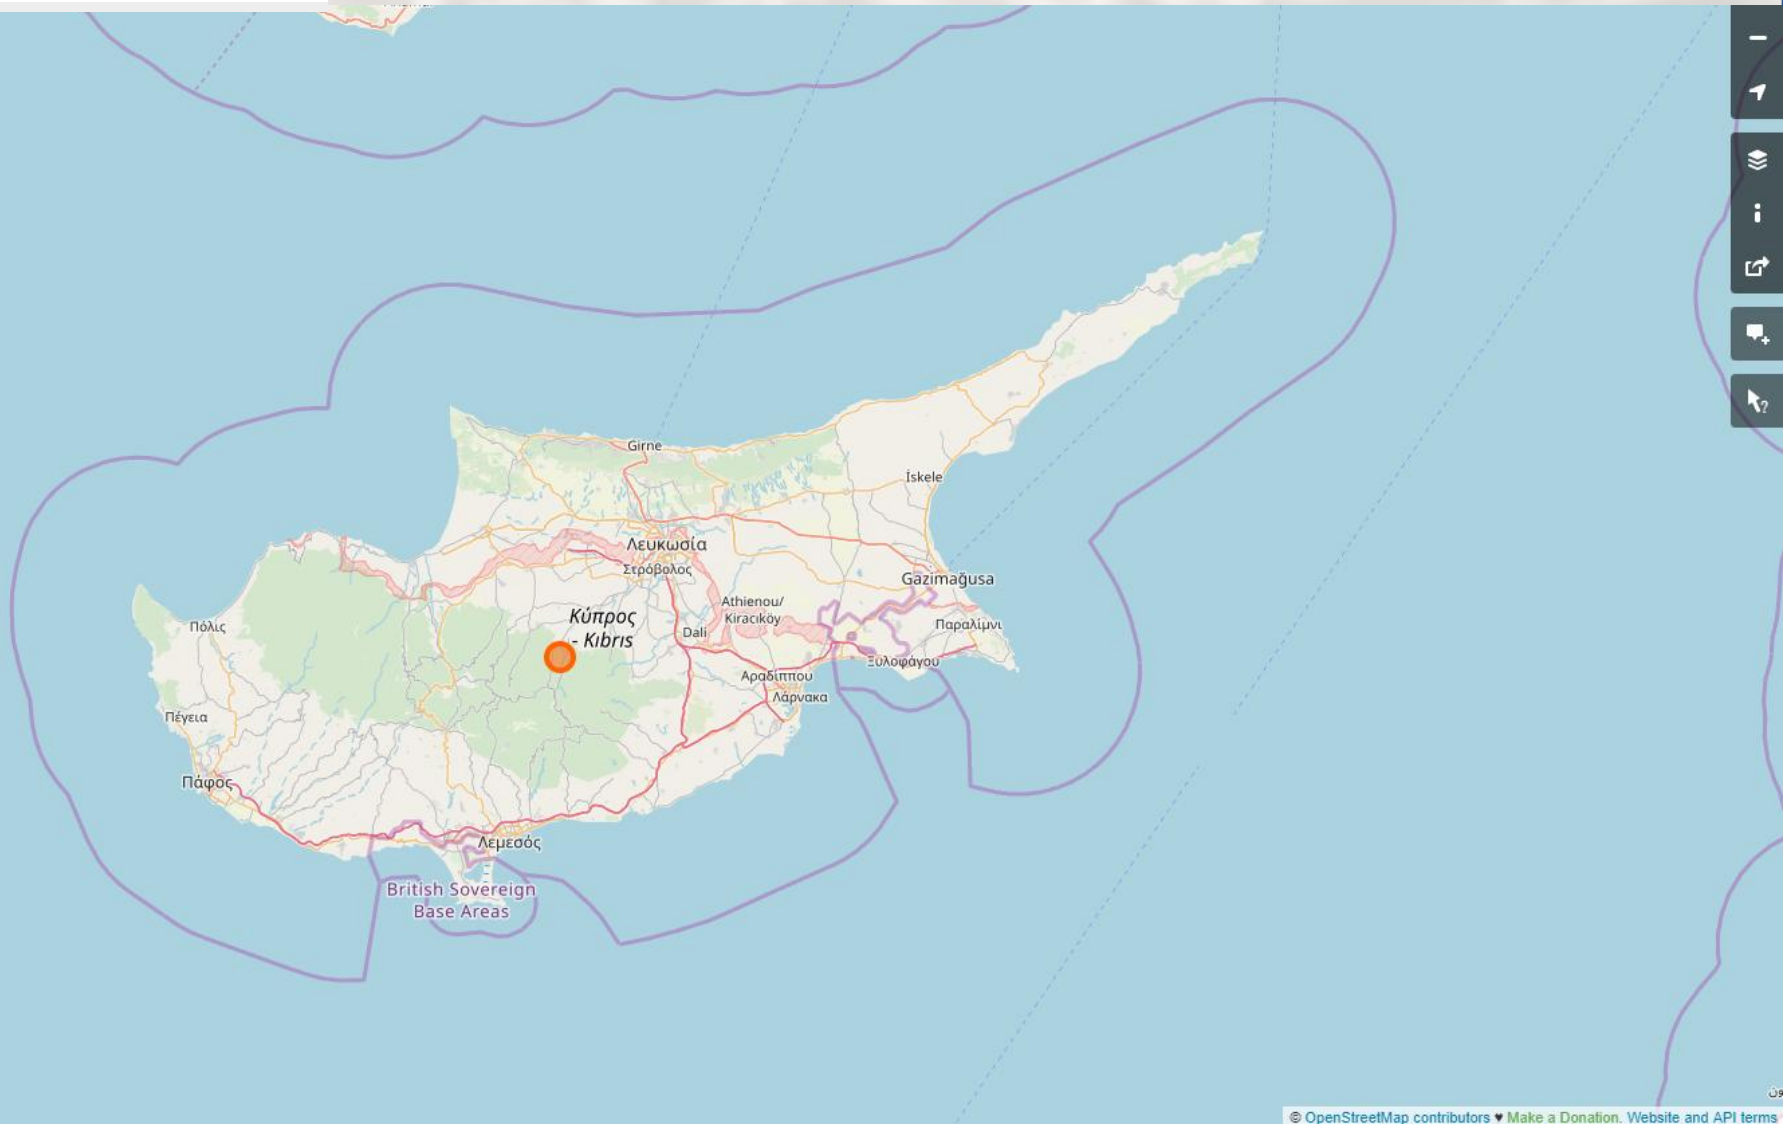 Girne
İskele
Λευκωσία
Στρόβολος
Gazimağusa
Athienou/
Kiracıköy
Κύπρος
- Kıbrıs
Πόλις
Dali
Παραλίμνι
Ξυλοφάγου
Αραδίππου
Λάρνακα
Πέγεια
Πάφος
Λεμεσός
British Sovereign
Base Areas
© OpenStreetMap contributors ♥ Make a Donation. Website and API terms